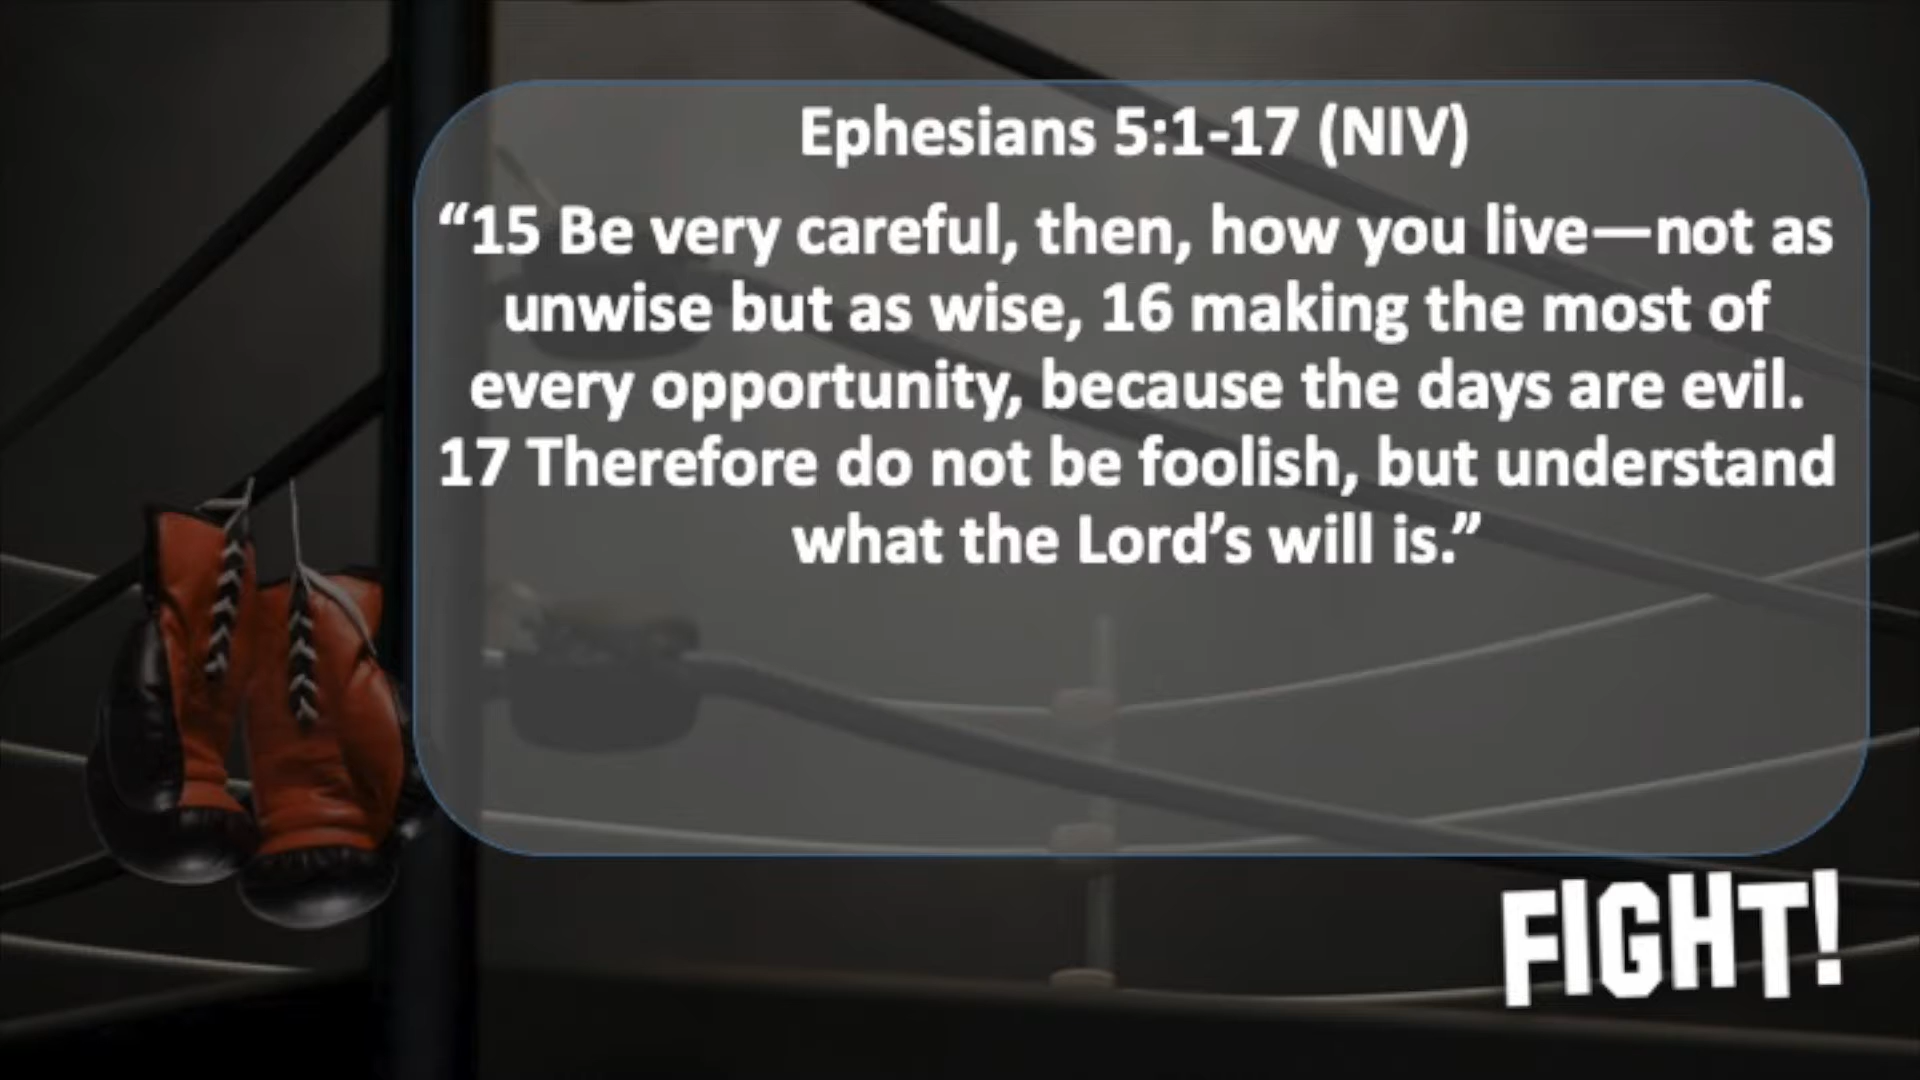 Ephesians 5:1-17 (NIV)
“15 Be very careful, then, how you live—not as
unwise but as wise, 16 making the most of
every opportunity, because the days are evil.
17 Therefore do not be foolish, but understand
what the Lord’s will is.”
FIGHT!